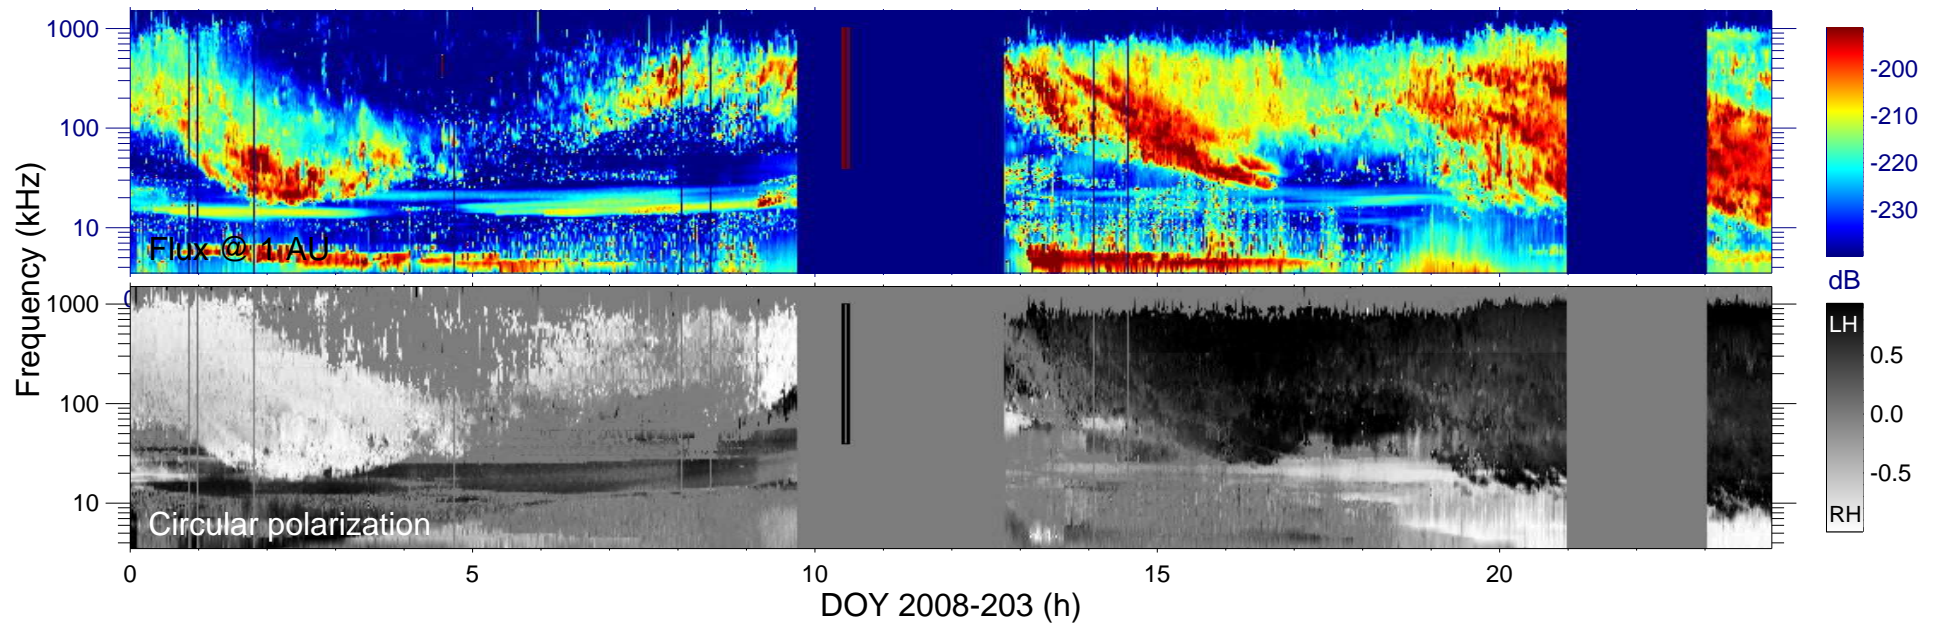 1000
100
10
Flux @ 1 AU
-200
-210
-220
-230
dB
Frequency (kHz)
0
1000
100
10
Circular polarization
LH
0.5
0.0
-0.5
RH
0
5
10
15
20
DOY 2008-203 (h)